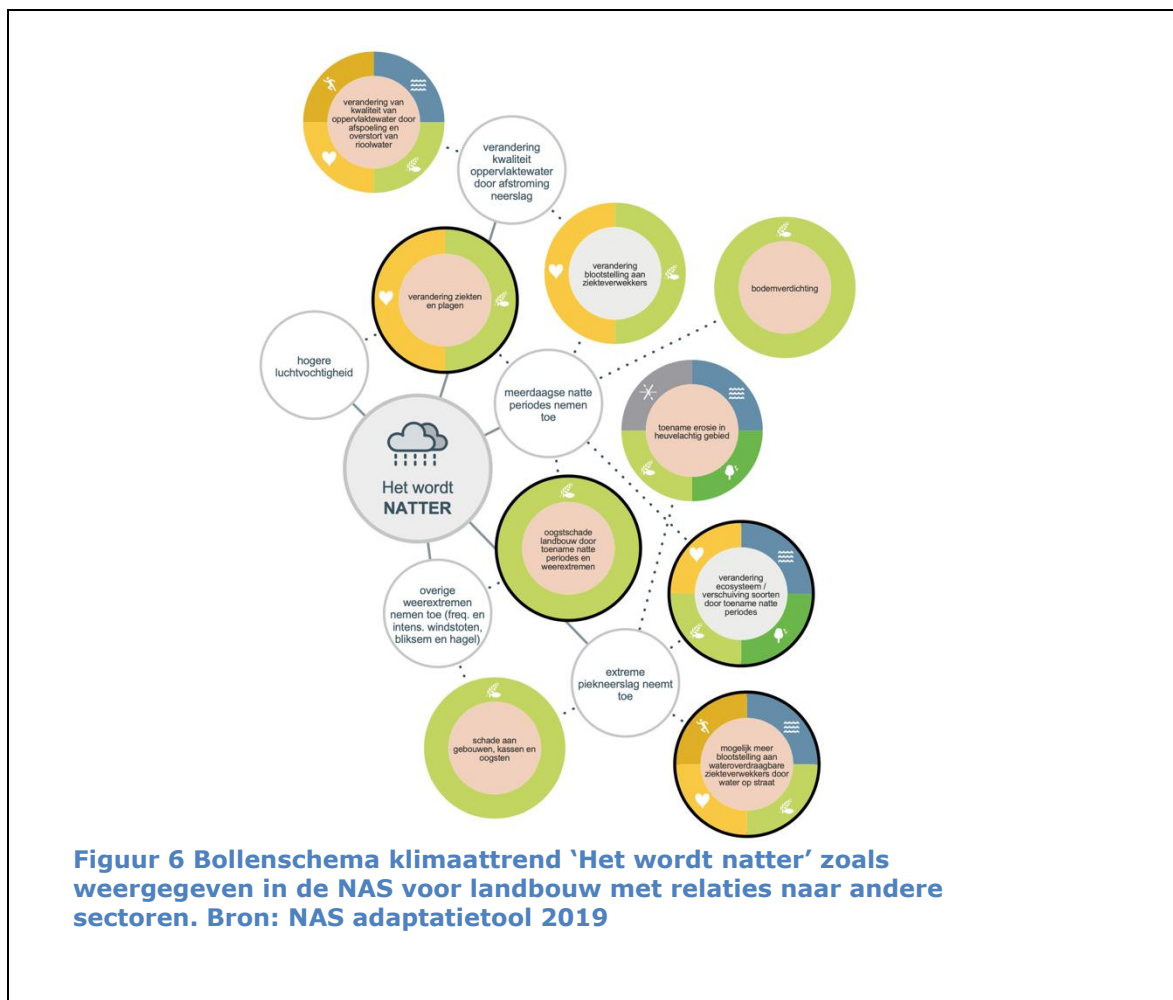 verandering van
kwaliteit van
oppervlaktewater door
afspoeling en
overstort van
rioolwater
verandering
kwaliteit
oppervlaktewater
door afstroming
neerslag
verandering
blootstelling aan
ziekteverwekkers
bodemverdichting
verandering ziekten
en plagen
hogere
luchtvochtigheid
meerdaagse natte
periodes nemen
toe
toename erosie in
heuvelachtig gebied
Het wordt
NATTER
oogstschade
landbouw door
toename natte
periodes en
weerextremen
verandering
ecosysteem /
verschuiving soorten
door toename natte
periodes
overige
weerextremen
nemen toe (freq. en
intens. windstoten,
bliksem en hagel)
extreme
piekneerslag neemt
toe
schade aan
gebouwen, kassen en
oogsten
mogelijk meer
blootstelling aan
wateroverdraagbare
ziekteverwekkers door
water op straat
Figuur 6 Bollenschema klimaattrend ‘Het wordt natter’ zoals
weergegeven in de NAS voor landbouw met relaties naar andere
sectoren. Bron: NAS adaptatietool 2019